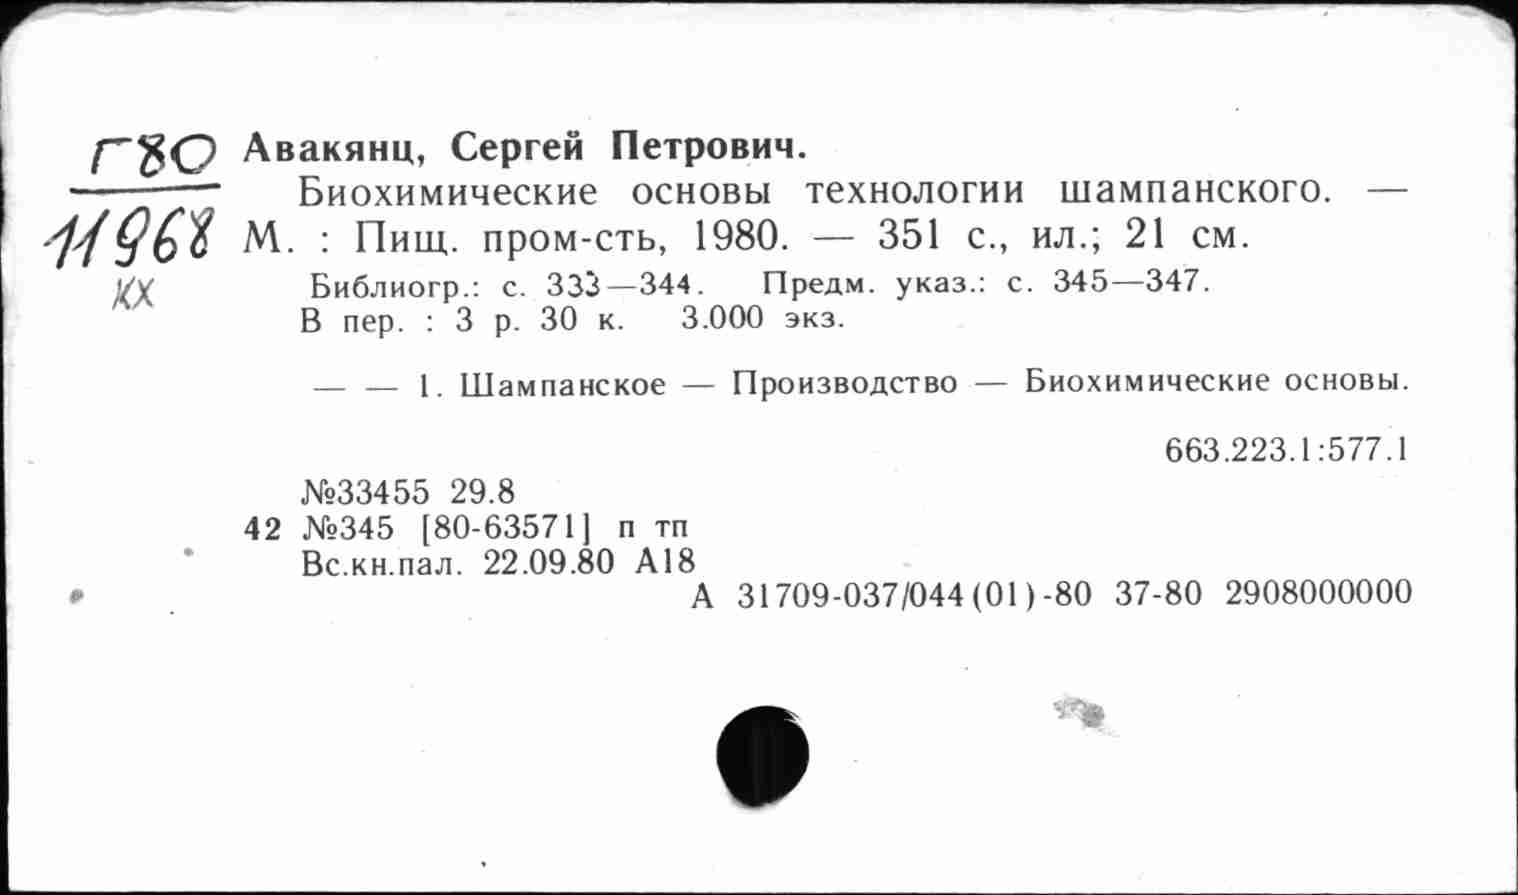 Г80 Авакянц, Сергей Петрович.
Биохимические основы технологии шампанского. —
11968 М. : Пищ. пром-сть, 1980. — 351 с., ил.; 21 см.
КХ Библиогр.: с. 333—344. Предм. указ.: с. 345—347.
В пер. : 3 р. 30 к. 3.000 экз.
— — 1. Шампанское — Производство — Биохимические основы.
663.223.1:577.1
№33455 29.8
42 №345 [80-63571] п тп
Вс.кн.пал. 22.09.80 А18
А 31709-037/044(01)-80 37-80 2908000000